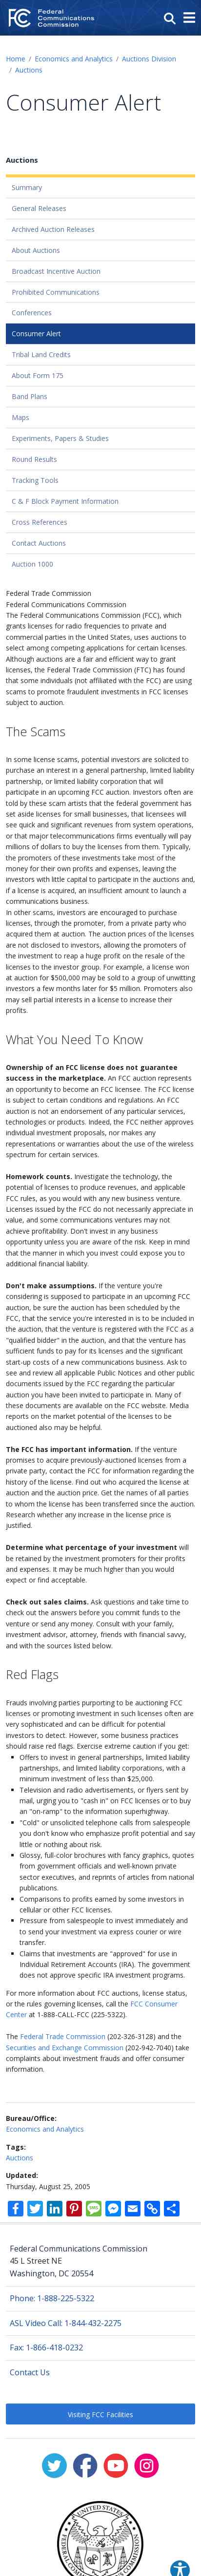 Federal
Communications
Commission
Home / Economics and Analytics / Auctions Division
/ Auctions
Consumer Alert
Auctions
Summary
General Releases
Archived Auction Releases
About Auctions
Broadcast Incentive Auction
Prohibited Communications
Conferences
Consumer Alert
Tribal Land Credits
About Form 175
Band Plans
Maps
Experiments, Papers & Studies
Round Results
Tracking Tools
C & F Block Payment Information
Cross References
Contact Auctions
Auction 1000
Federal Trade Commission
Federal Communications Commission
The Federal Communications Commission (FCC), which
grants licenses for radio frequencies to private and
commercial parties in the United States, uses auctions to
select among competing applications for certain licenses.
Although auctions are a fair and efficient way to grant
licenses, the Federal Trade Commission (FTC) has found
that some individuals (not affiliated with the FCC) are using
scams to promote fraudulent investments in FCC licenses
subject to auction.
The Scams
In some license scams, potential investors are solicited to
purchase an interest in a general partnership, limited liability
partnership, or limited liability corporation that will
participate in an upcoming FCC auction. Investors often are
told by these scam artists that the federal government has
set aside licenses for small businesses, that licensees will
see quick and significant revenues from system operations,
or that major telecommunications firms eventually will pay
millions of dollars to buy the licenses from them. Typically,
the promoters of these investments take most of the
money for their own profits and expenses, leaving the
investors with little capital to participate in the auctions and,
if a license is acquired, an insufficient amount to launch a
communications business.
In other scams, investors are encouraged to purchase
licenses, through the promoter, from a private party who
acquired them at auction. The auction prices of the licenses
are not disclosed to investors, allowing the promoters of
the investment to reap a huge profit on the resale of the
licenses to the investor group. For example, a license won
at auction for $500,000 may be sold to a group of unwitting
investors a few months later for $5 million. Promoters also
may sell partial interests in a license to increase their
profits.
What You Need To Know
Ownership of an FCC license does not guarantee
success in the marketplace. An FCC auction represents
an opportunity to become an FCC licensee. The FCC license
is subject to certain conditions and regulations. An FCC
auction is not an endorsement of any particular services,
technologies or products. Indeed, the FCC neither approves
individual investment proposals, nor makes any
representations or warranties about the use of the wireless
spectrum for certain services.
Homework counts. Investigate the technology, the
potential of licenses to produce revenues, and applicable
FCC rules, as you would with any new business venture.
Licenses issued by the FCC do not necessarily appreciate in
value, and some communications ventures may not
achieve profitability. Don't invest in any business
opportunity unless you are aware of the risk. Keep in mind
that the manner in which you invest could expose you to
additional financial liability.
Don't make assumptions. If the venture you're
considering is supposed to participate in an upcoming FCC
auction, be sure the auction has been scheduled by the
FCC, that the service you're interested in is to be included in
the auction, that the venture is registered with the FCC as a
"qualified bidder" in the auction, and that the venture has
sufficient funds to pay for its licenses and the significant
start-up costs of a new communications business. Ask to
see and review all applicable Public Notices and other public
documents issued by the FCC regarding the particular
auction you have been invited to participate in. Many of
these documents are available on the FCC website. Media
reports on the market potential of the licenses to be
auctioned also may be helpful.
The FCC has important information. If the venture
promises to acquire previously-auctioned licenses from a
private party, contact the FCC for information regarding the
history of the license. Find out who acquired the license at
the auction and the auction price. Get the names of all parties
to whom the license has been transferred since the auction.
Research whether any increase in the license price is
justified.
Determine what percentage of your investment will
be retained by the investment promoters for their profits
and expenses. It may be much higher than you would
expect or find acceptable.
Check out sales claims. Ask questions and take time to
check out the answers before you commit funds to the
venture or send any money. Consult with your family,
investment advisor, attorney, friends with financial savvy,
and with the sources listed below.
Red Flags
Frauds involving parties purporting to be auctioning FCC
licenses or promoting investment in such licenses often are
very sophisticated and can be difficult for potential
investors to detect. However, some business practices
should raise red flags. Exercise extreme caution if you get:
Offers to invest in general partnerships, limited liability
partnerships, and limited liability corporations, with a
minimum investment of less than $25,000.
Television and radio advertisements, or flyers sent by
mail, urging you to "cash in" on FCC licenses or to buy
an "on-ramp" to the information superhighway.
"Cold" or unsolicited telephone calls from salespeople
you don't know who emphasize profit potential and say
little or nothing about risk.
Glossy, full-color brochures with fancy graphics, quotes
from government officials and well-known private
sector executives, and reprints of articles from national
publications.
Comparisons to profits earned by some investors in
cellular or other FCC licenses.
Pressure from salespeople to invest immediately and
to send your investment via express courier or wire
transfer.
Claims that investments are "approved" for use in
Individual Retirement Accounts (IRA). The government
does not approve specific IRA investment programs.
For more information about FCC auctions, license status,
or the rules governing licenses, call the FCC Consumer
Center at 1-888-CALL-FCC (225-5322).
The Federal Trade Commission (202-326-3128) and the
Securities and Exchange Commission (202-942-7040) take
complaints about investment frauds and offer consumer
information.
Bureau/Office:
Economics and Analytics
Tags:
Auctions
Updated:
Thursday, August 25, 2005
Federal Communications Commission
45 L Street NE
Washington, DC 20554
Phone: 1-888-225-5322
ASL Video Call: 1-844-432-2275
Fax: 1-866-418-0232
Contact Us
Visiting FCC Facilities